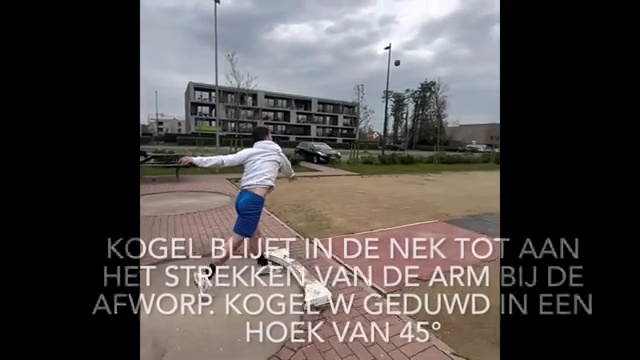 KOGEL BLIJFT IN DE NEK TOT AAN
HET STREKKEN VAN DE ARM BIJ DE
AFWORP. KOGEL W GEDUWD IN EEN
HOEK VAN 45°